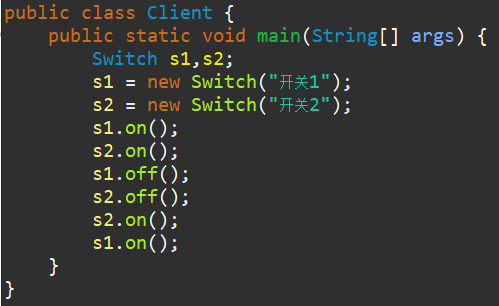 public class Client {
    public static void main(String[] args) {
        Switch s1,s2;
        s1 = new Switch("开关1");
        s2 = new Switch("开关2");
        s1.on();
        s2.on();
        s1.off();
        s2.off();
        s2.on();
        s1.on();
    }
}